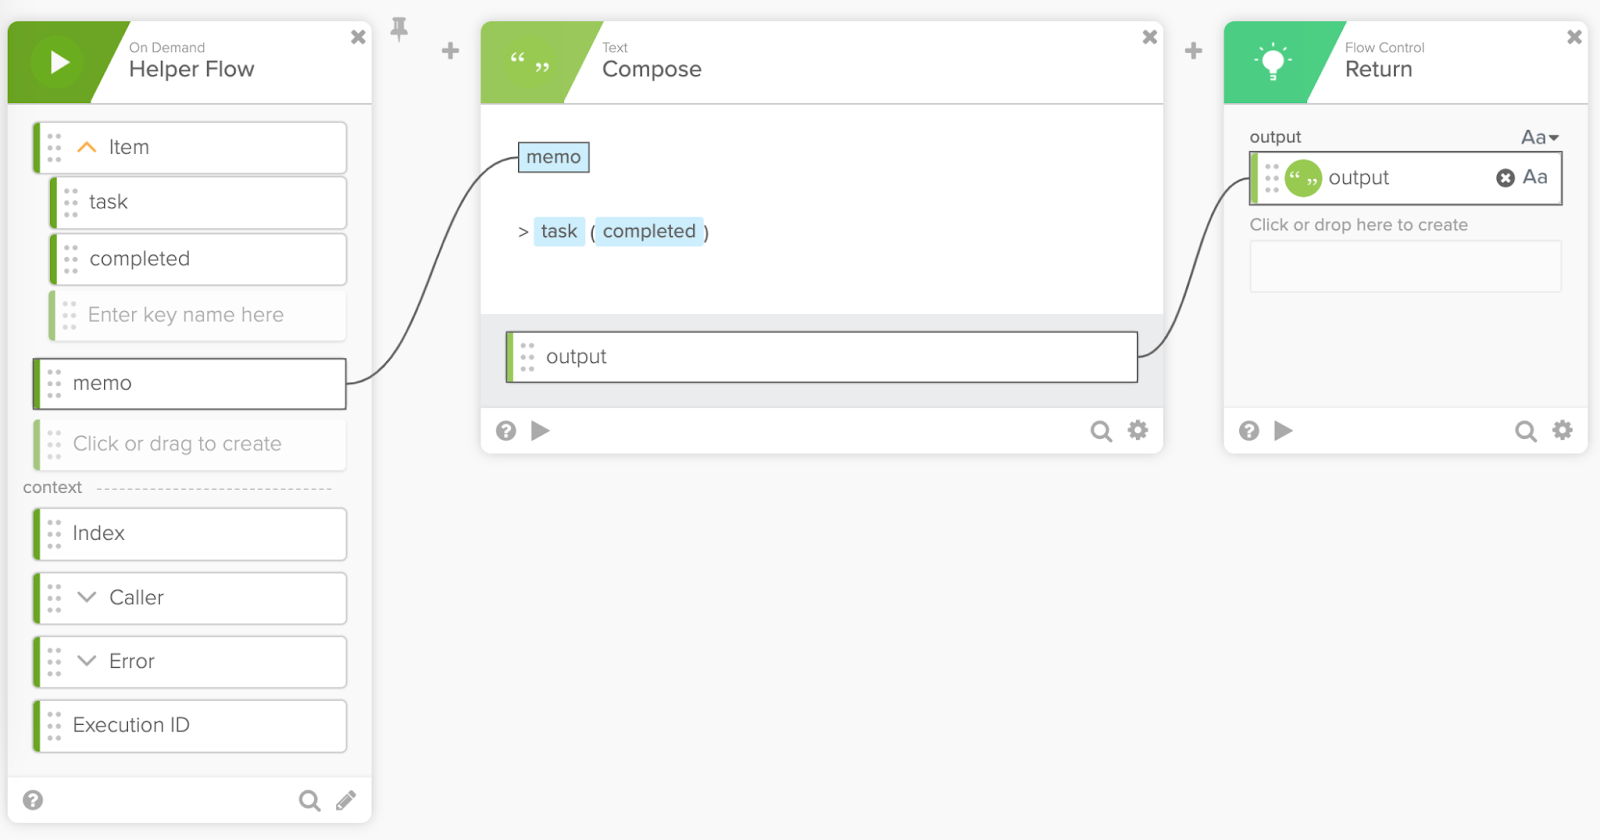 On Demand
Helper Flow
Item
task
completed
Enter key name here
memo
Click or drag to create
context
Index
Caller
Error
Execution ID
Text
Compose
memo
> task (completed)
output
Flow Control
Return
output Aa
output Aa
Click or drop here to create